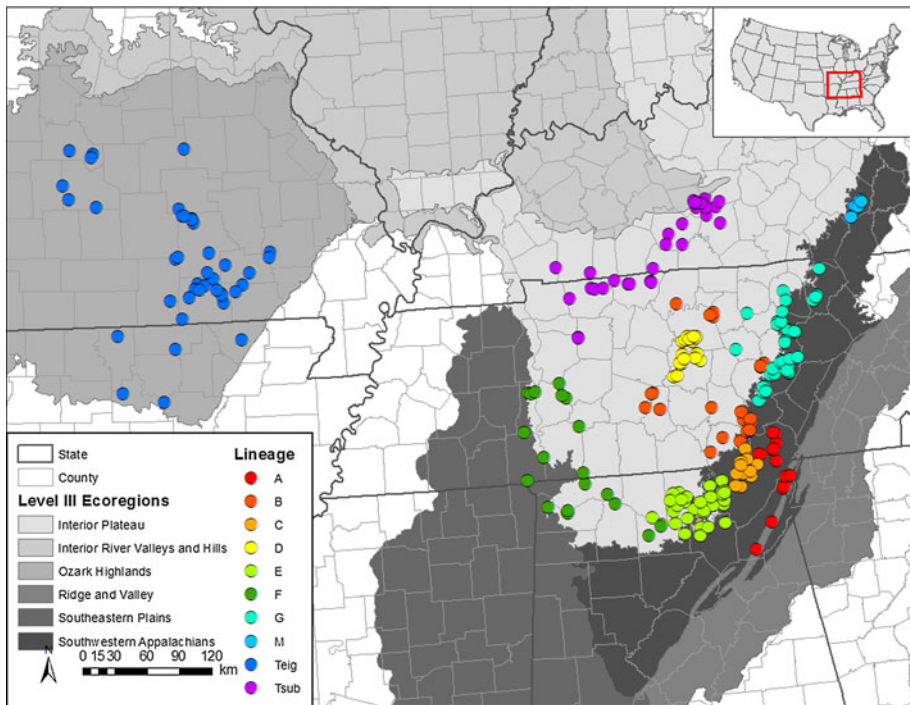 State
County
Level III Ecoregions
Interior Plateau
Interior River Valleys and Hills
Ozark Highlands
Ridge and Valley
Southeastern Plains
Southwestern Appalachians
N
0 15 30 60 90 120
km
Lineage
A
B
C
D
E
F
G
M
Teig
Tsub